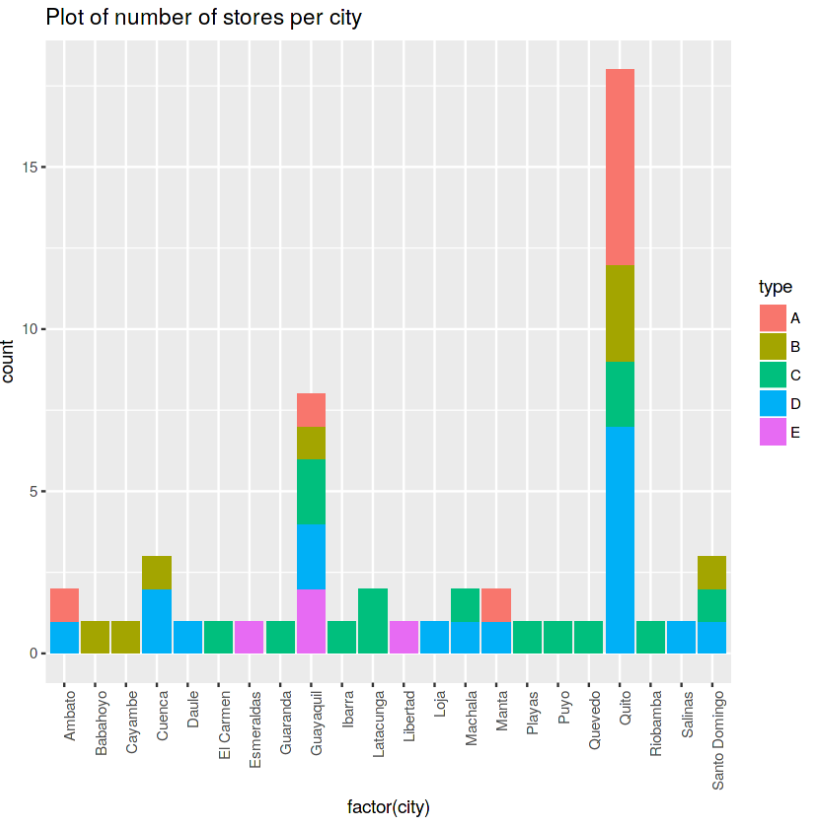 Plot of number of stores per city
count
15
10
5
0
Ambato
Babahoyo
Cayambe
Cuenca
Daule
El Carmen
Esmeraldas
Guaranda
Guayaquil
Ibarra
Latacunga
Libertad
Loja
Machala
Manta
Playas
Puyo
Quevedo
Quito
Riobamba
Salinas
Santo Domingo
factor(city)
type
A
B
C
D
E